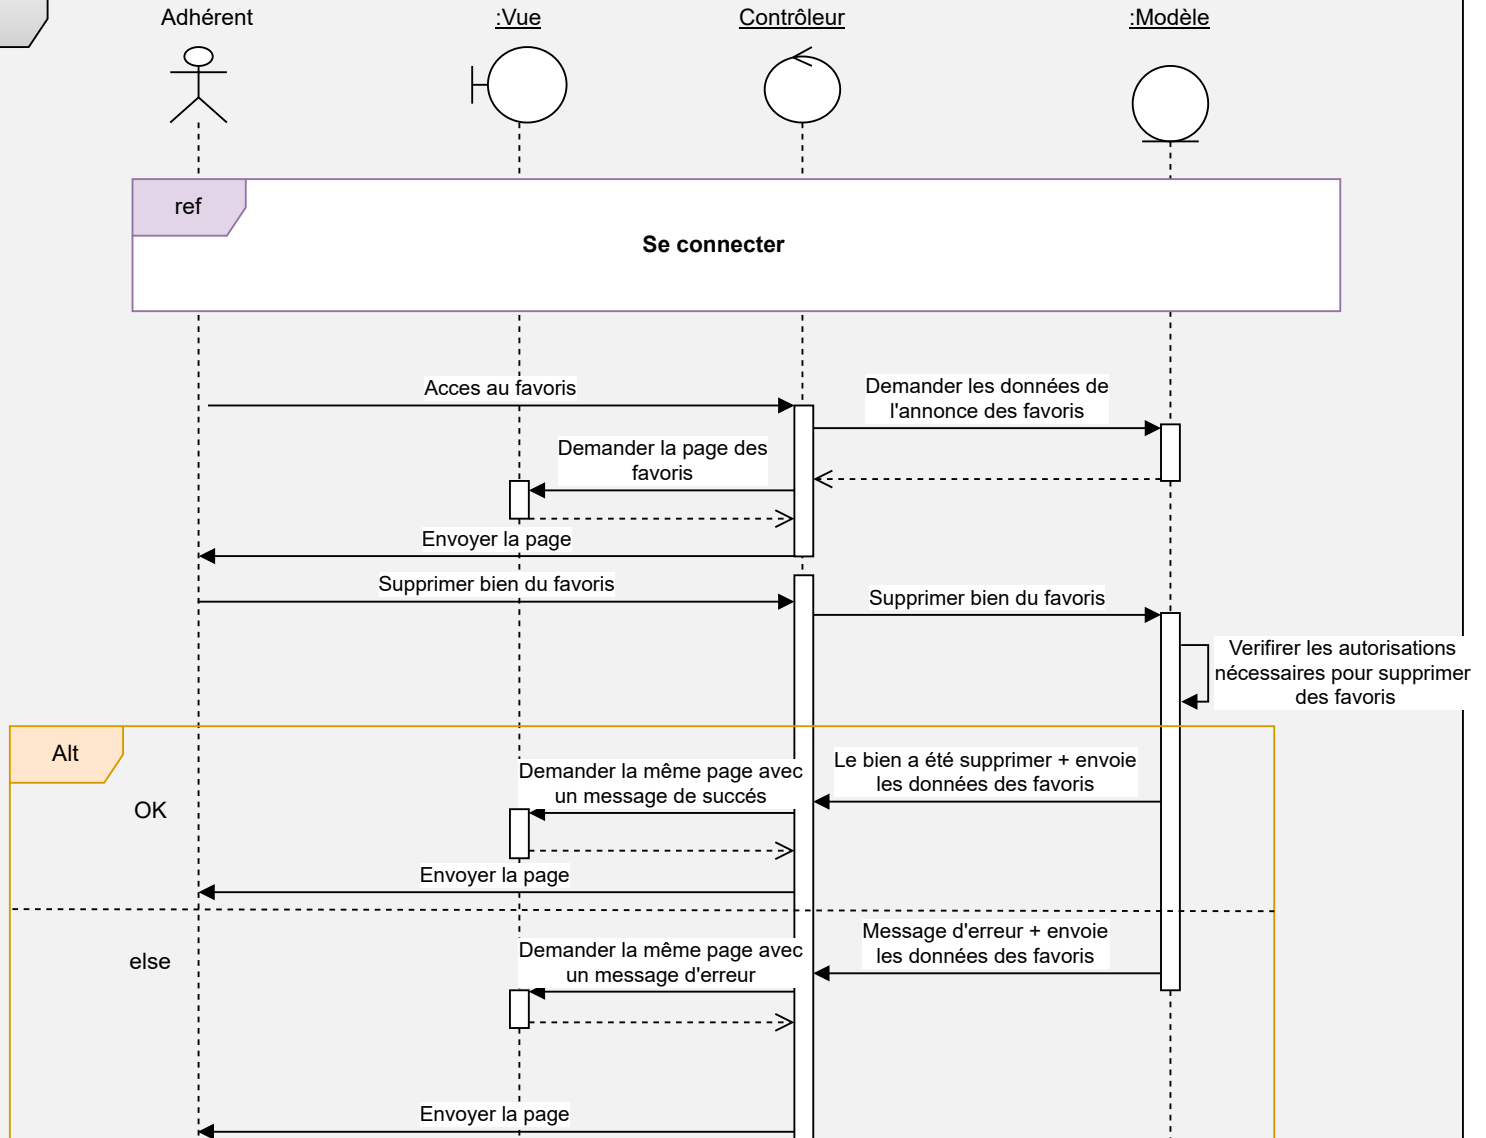 Adhérent
:Vue
Contrôleur
:Modèle
ref
Se connecter
Acces au favoris
Demander les données de
l'annonce des favoris
Demander la page des
favoris
Envoyer la page
Supprimer bien du favoris
Supprimer bien du favoris
Verifirer les autorisations
nécessaires pour supprimer
des favoris
Alt
OK
Le bien a été supprimer + envoie
les données des favoris
Demander la même page avec
un message de succés
Envoyer la page
else
Message d'erreur + envoie
les données des favoris
Demander la même page avec
un message d'erreur
Envoyer la page